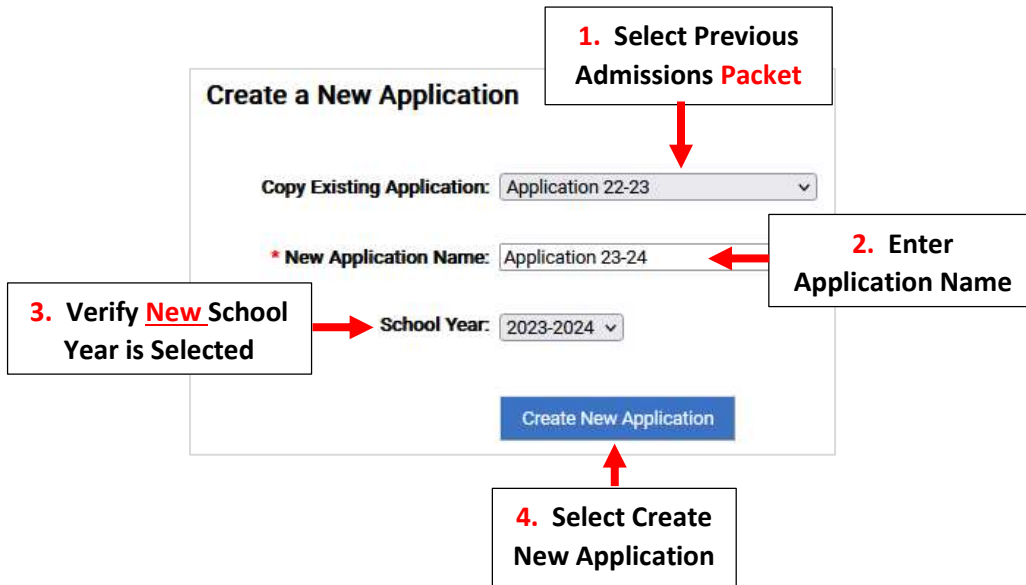 1. Select Previous
Admissions Packet
Create a New Application
Copy Existing Application: Application 22-23
* New Application Name: Application 23-24
2. Enter
Application Name
3. Verify New School
Year is Selected
School Year: 2023-2024
Create New Application
4. Select Create
New Application